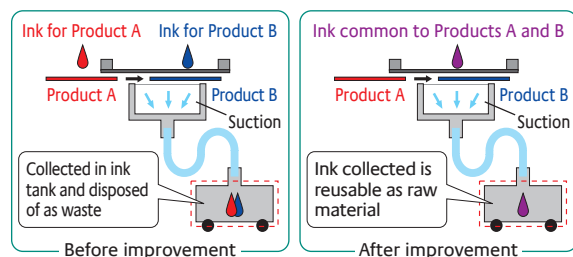 Ink for Product A
Ink for Product B
Product A
Product B
Suction
Collected in ink
tank and disposed
of as waste
Before improvement
Ink common to Products A and B
Product A
Product B
Suction
Ink collected is
reusable as raw
material
After improvement